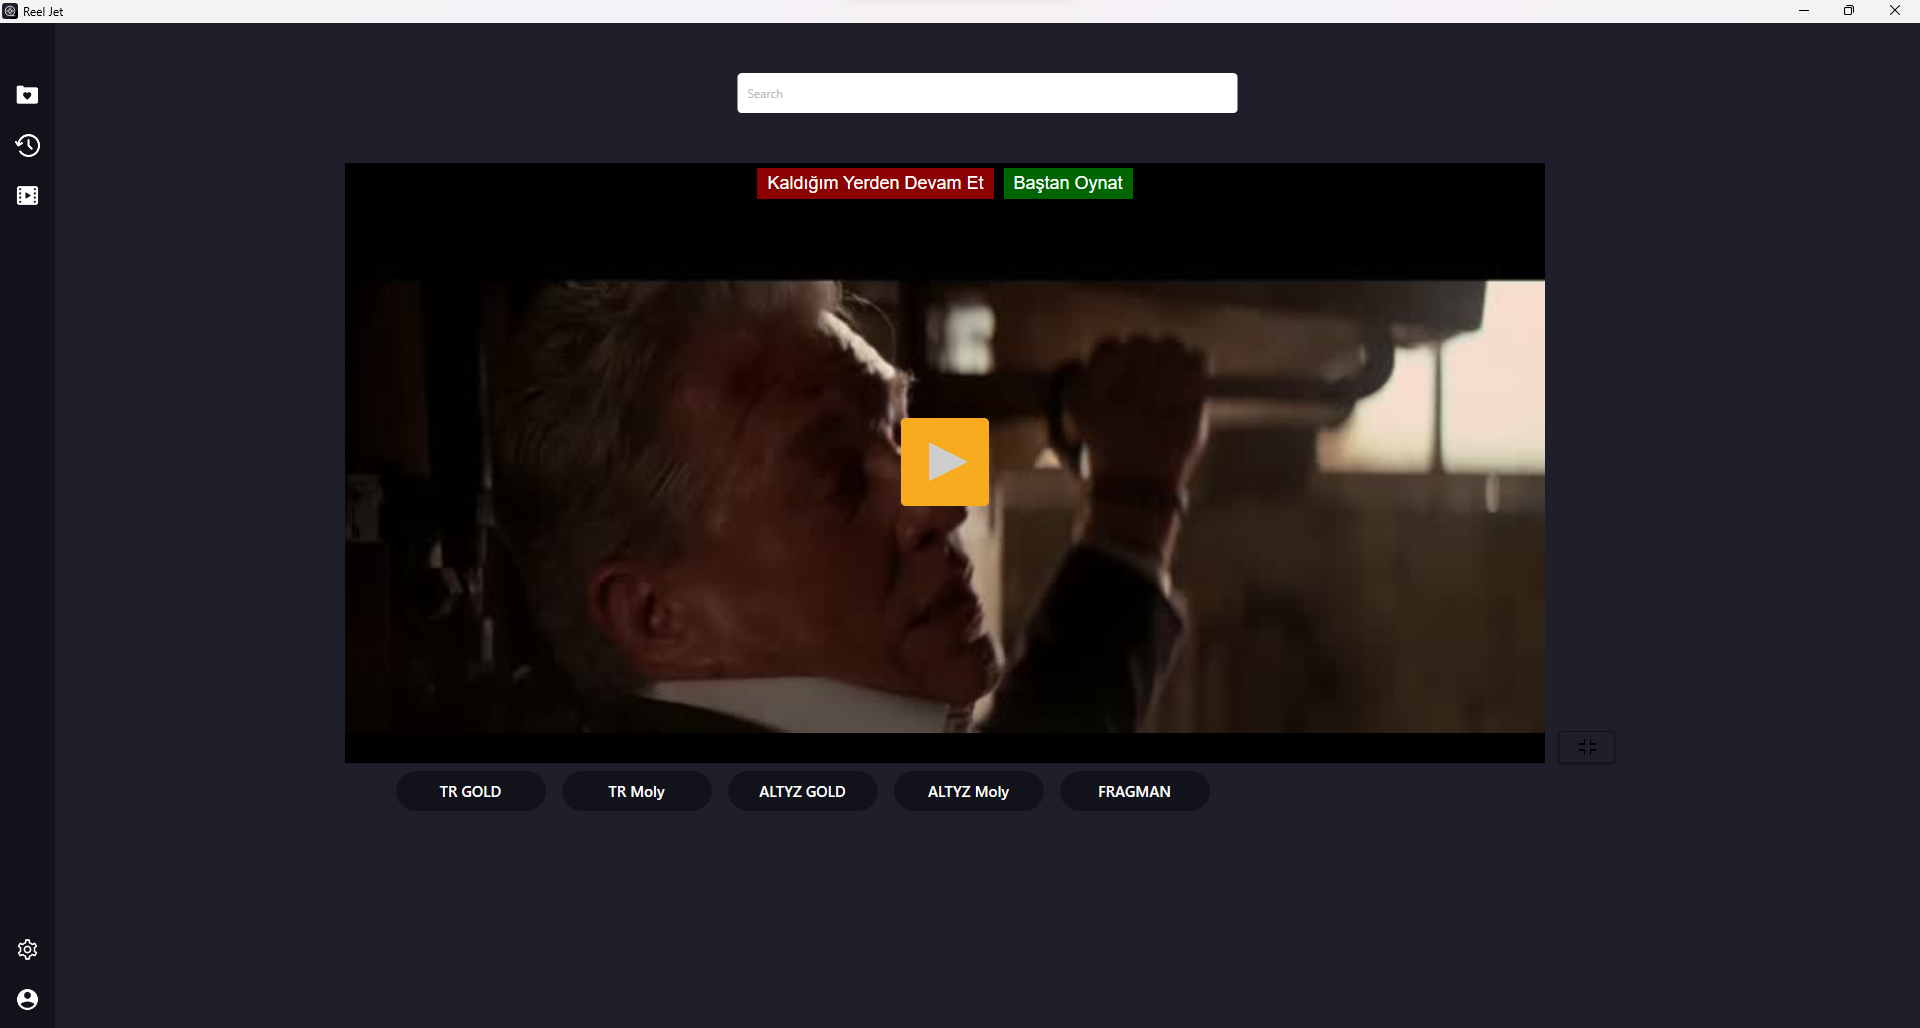 Reel Jet
Search
Kaldığım Yerden Devam Et Baştan Oynat
TR GOLD TR Moly ALTYZ GOLD ALTYZ Moly FRAGMAN